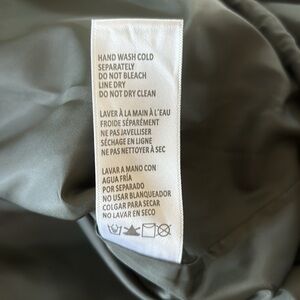 HAND WASH COLD
SEPARATELY
DO NOT BLEACH
LINE DRY
DO NOT DRY CLEAN
LAVER À LA MAIN À L'EAU
FROIDE SÉPARÉMENT
NE PAS JAVELLISER
SÉCHAGE EN LIGNE
NE PAS NETTOYER À SEC
LAVAR A MANO CON
AGUA FRÍA
POR SEPARADO
NO USAR BLANQUEADOR
COLGAR PARA SECAR
NO LAVAR EN SECO